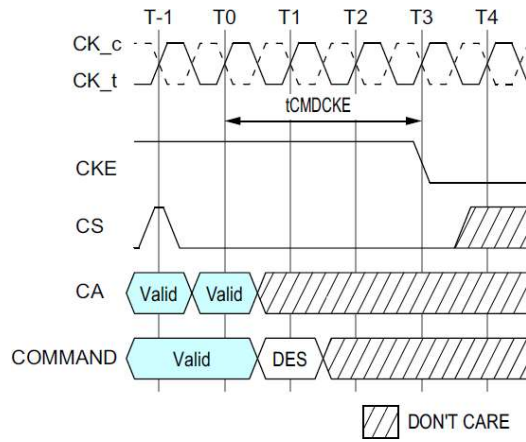 T-1 T0 T1 T2 T3 T4
CK_c
CK_t
tCMDCKE
CKE
CS
CA Valid Valid
COMMAND Valid DES
DON'T CARE